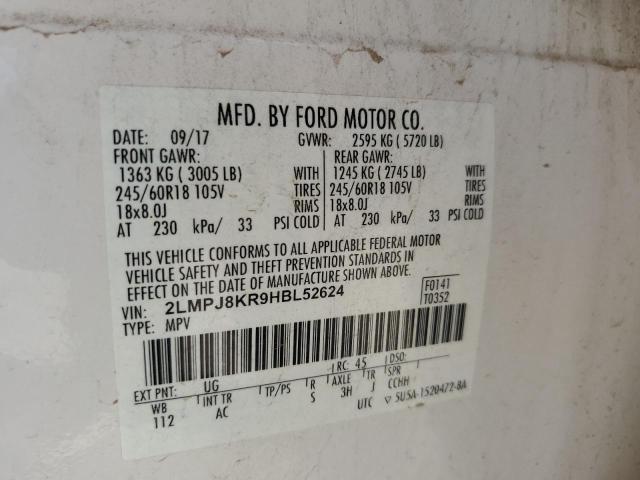 MFD. BY FORD MOTOR CO.
DATE: 09/17 GVWR: 2595 KG ( 5720 LB)
FRONT GAWR: REAR GAWR:
1363 KG ( 3005 LB) WITH 1245 KG ( 2745 LB) WITH
245/60R18 105V TIRES 245/60R18 105V TIRES
18x8.0J RIMS 18x8.0J RIMS
AT 230 kPa/ 33 PSI COLD AT 230 kPa/ 33 PSI COLD
THIS VEHICLE CONFORMS TO ALL APPLICABLE FEDERAL MOTOR
VEHICLE SAFETY AND THEFT PREVENTION STANDARDS IN
EFFECT ON THE DATE OF MANUFACTURE SHOWN ABOVE.
VIN: 2LMPJ8KR9HBL52624 F0141
TYPE: MPV T0352
RC: 45 DSO:
EXT PNT: UG TP/PS R AXLE TR SPR
WB INT TR S 3H J CCHH
112 AC UTC ▽ 5U5A-1520472-BA